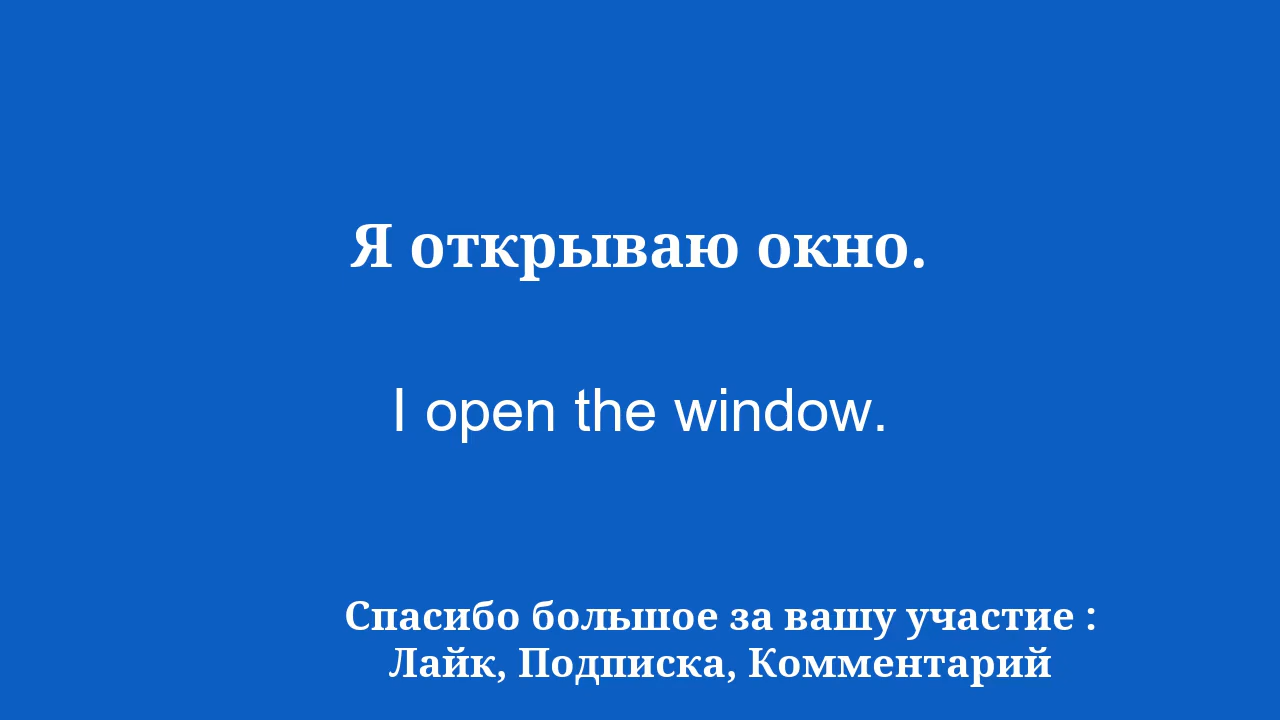 Я открываю окно.
I open the window.
Спасибо большое за вашу участие :
Лайк, Подписка, Комментарий